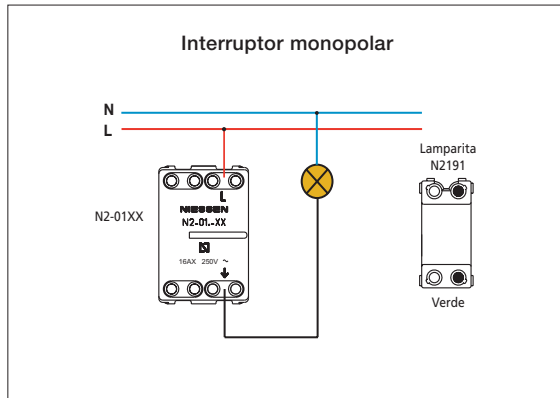 Interruptor monopolar
N
L
Lamparita
N2191
L
N2-01XX
NIESSEN
N2-01.-XX
16AX 250V ~
Verde